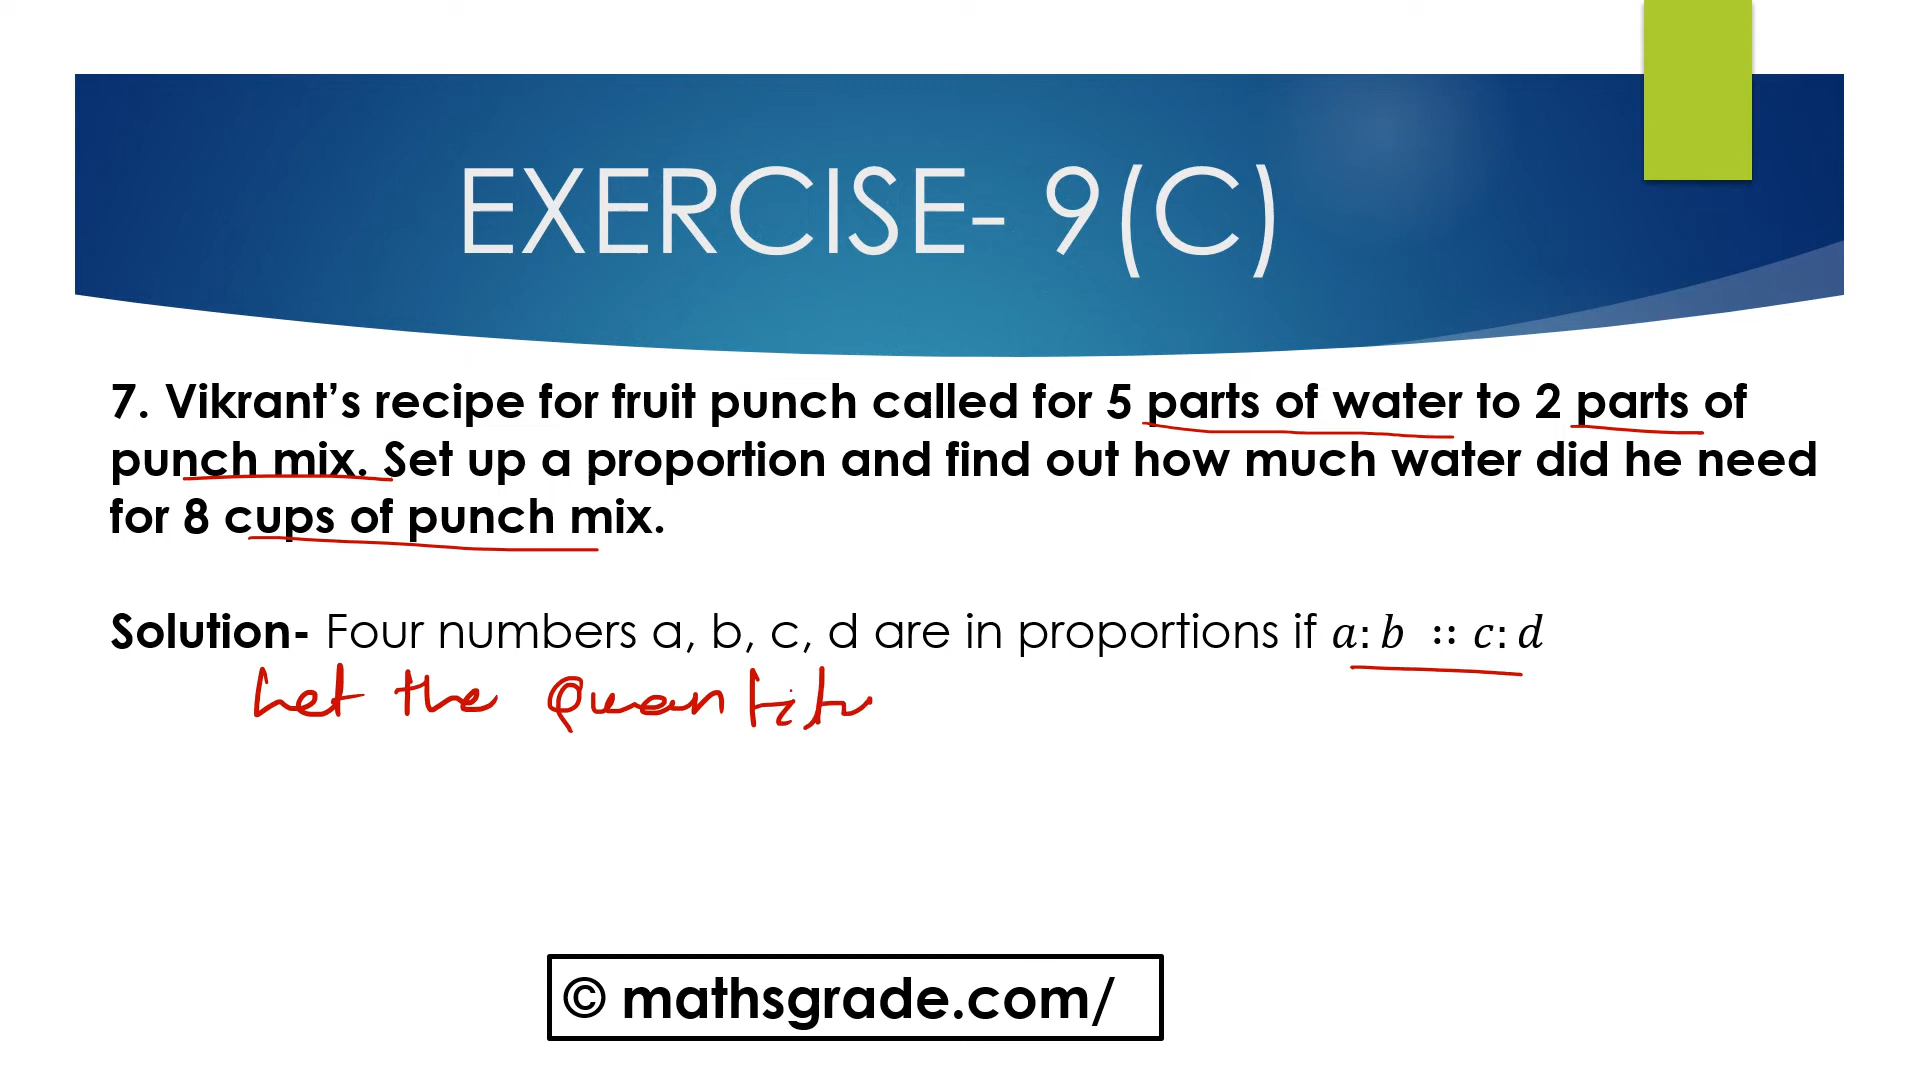 EXERCISE- 9(C)
7. Vikrant’s recipe for fruit punch called for 5 parts of water to 2 parts of
punch mix. Set up a proportion and find out how much water did he need
for 8 cups of punch mix.
Solution- Four numbers a, b, c, d are in proportions if a: b :: c: d
Let the Quantity
© mathsgrade.com/